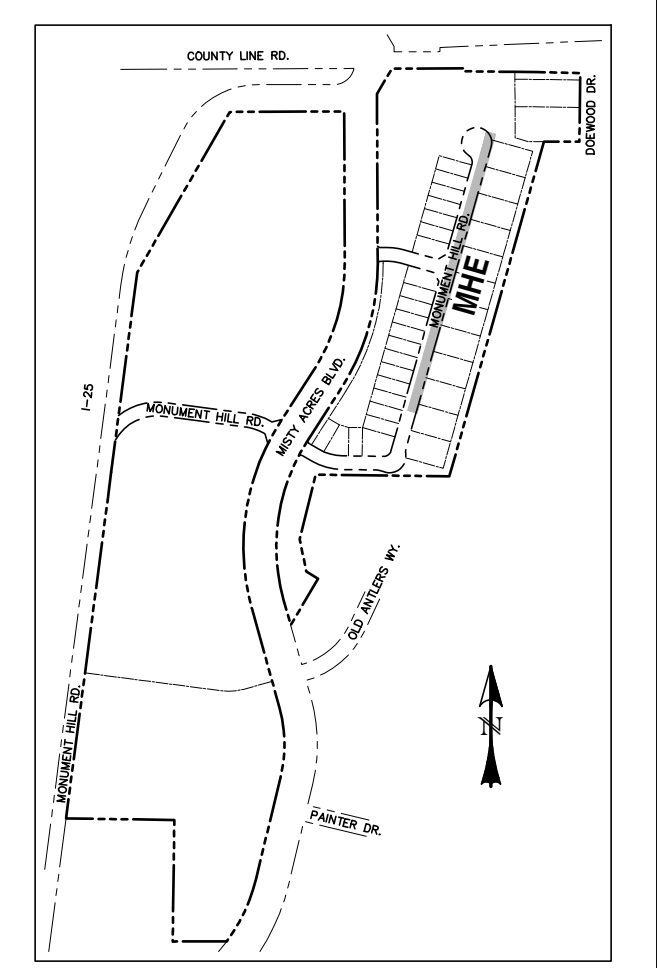 COUNTY LINE RD.
DOEWOOD DR.
MONUMENT HILL RD.
MHE
I-25
MONUMENT HILL RD.
MISTY ACRES BLVD.
OLD ANTLERS WY.
N
MONUMENT HILL RD.
PAINTER DR.